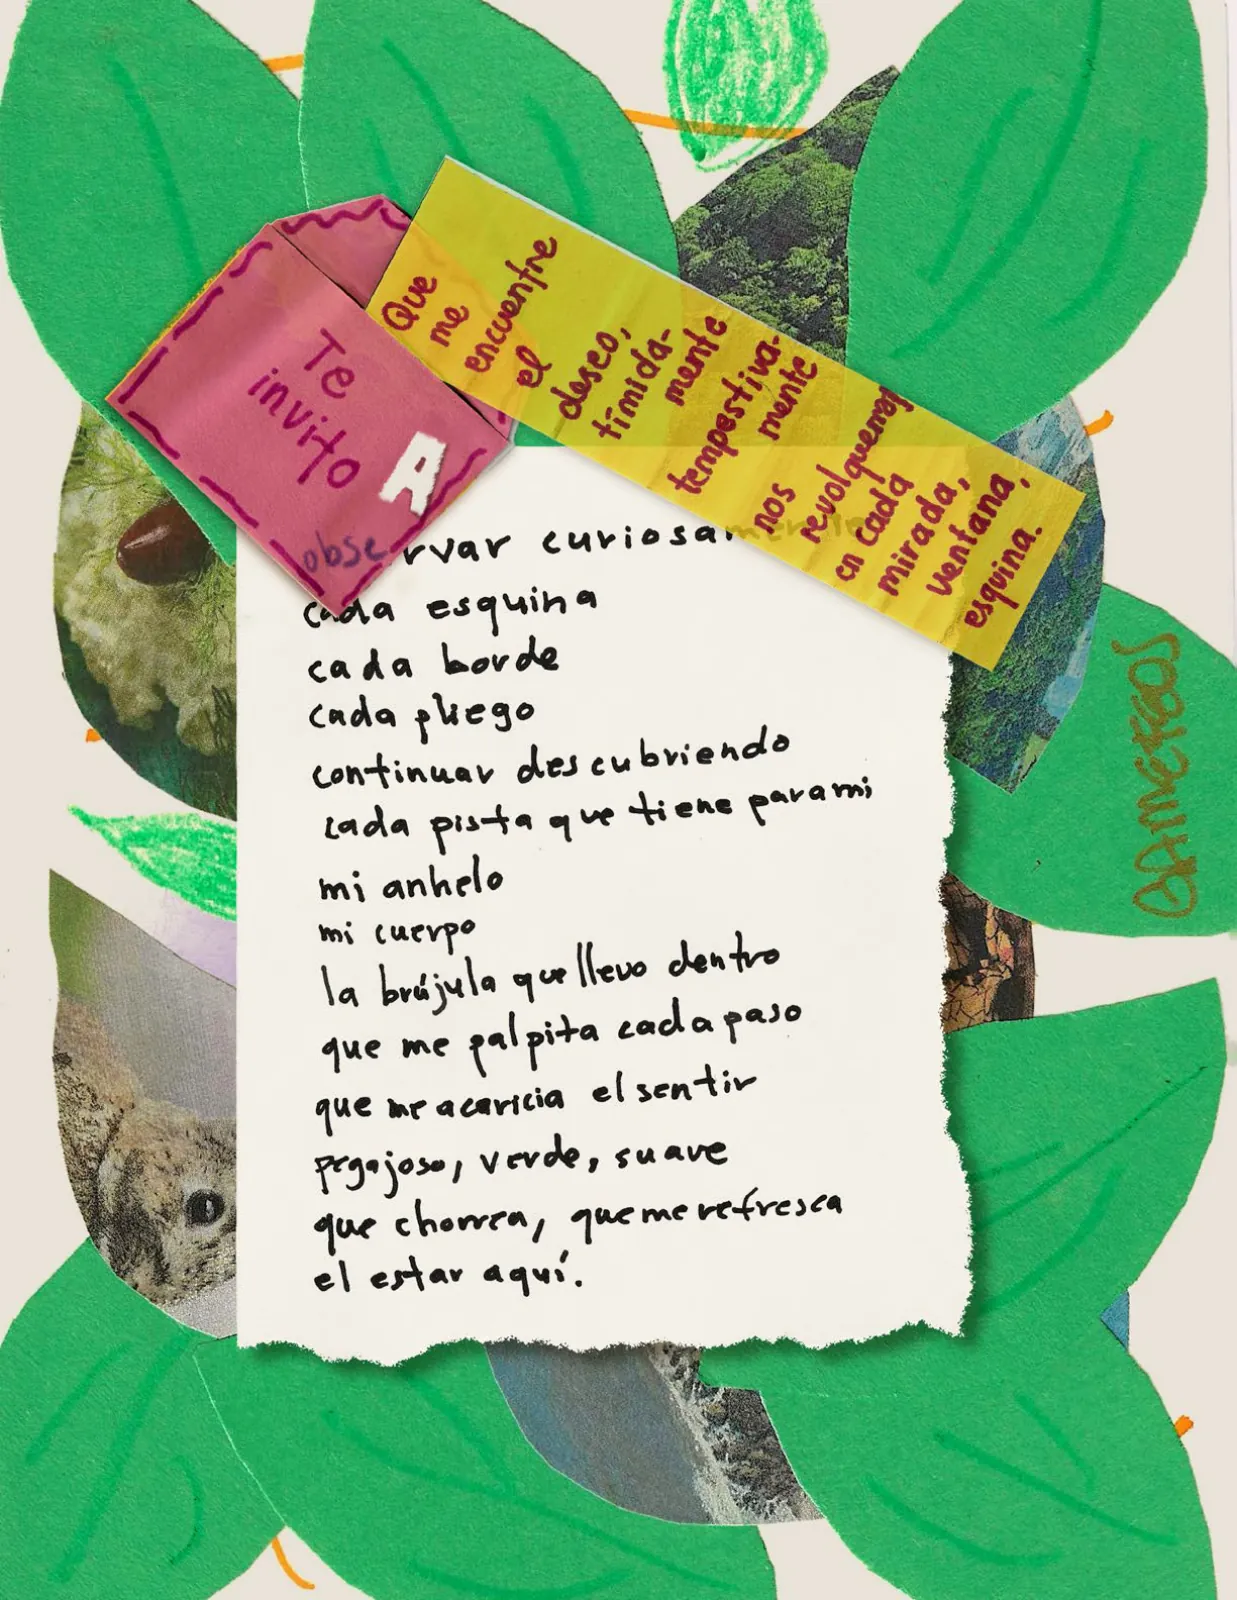 Te
invito
A
Que
me
encuentre
el
deseo,
tímida-
mente
tempestiva-
mente
nos
revolquemos
en cada
mirada,
ventana,
esquina.
observar curiosamente
cada esquina
cada borde
cada pliego
continuar descubriendo
cada pista que tiene para mi
mi anhelo
mi cuerpo
la brújula que llevo dentro
que me palpita cada paso
que me acaricia el sentir
pegajoso, verde, suave
que chorrea, que me refresca
el estar aquí.